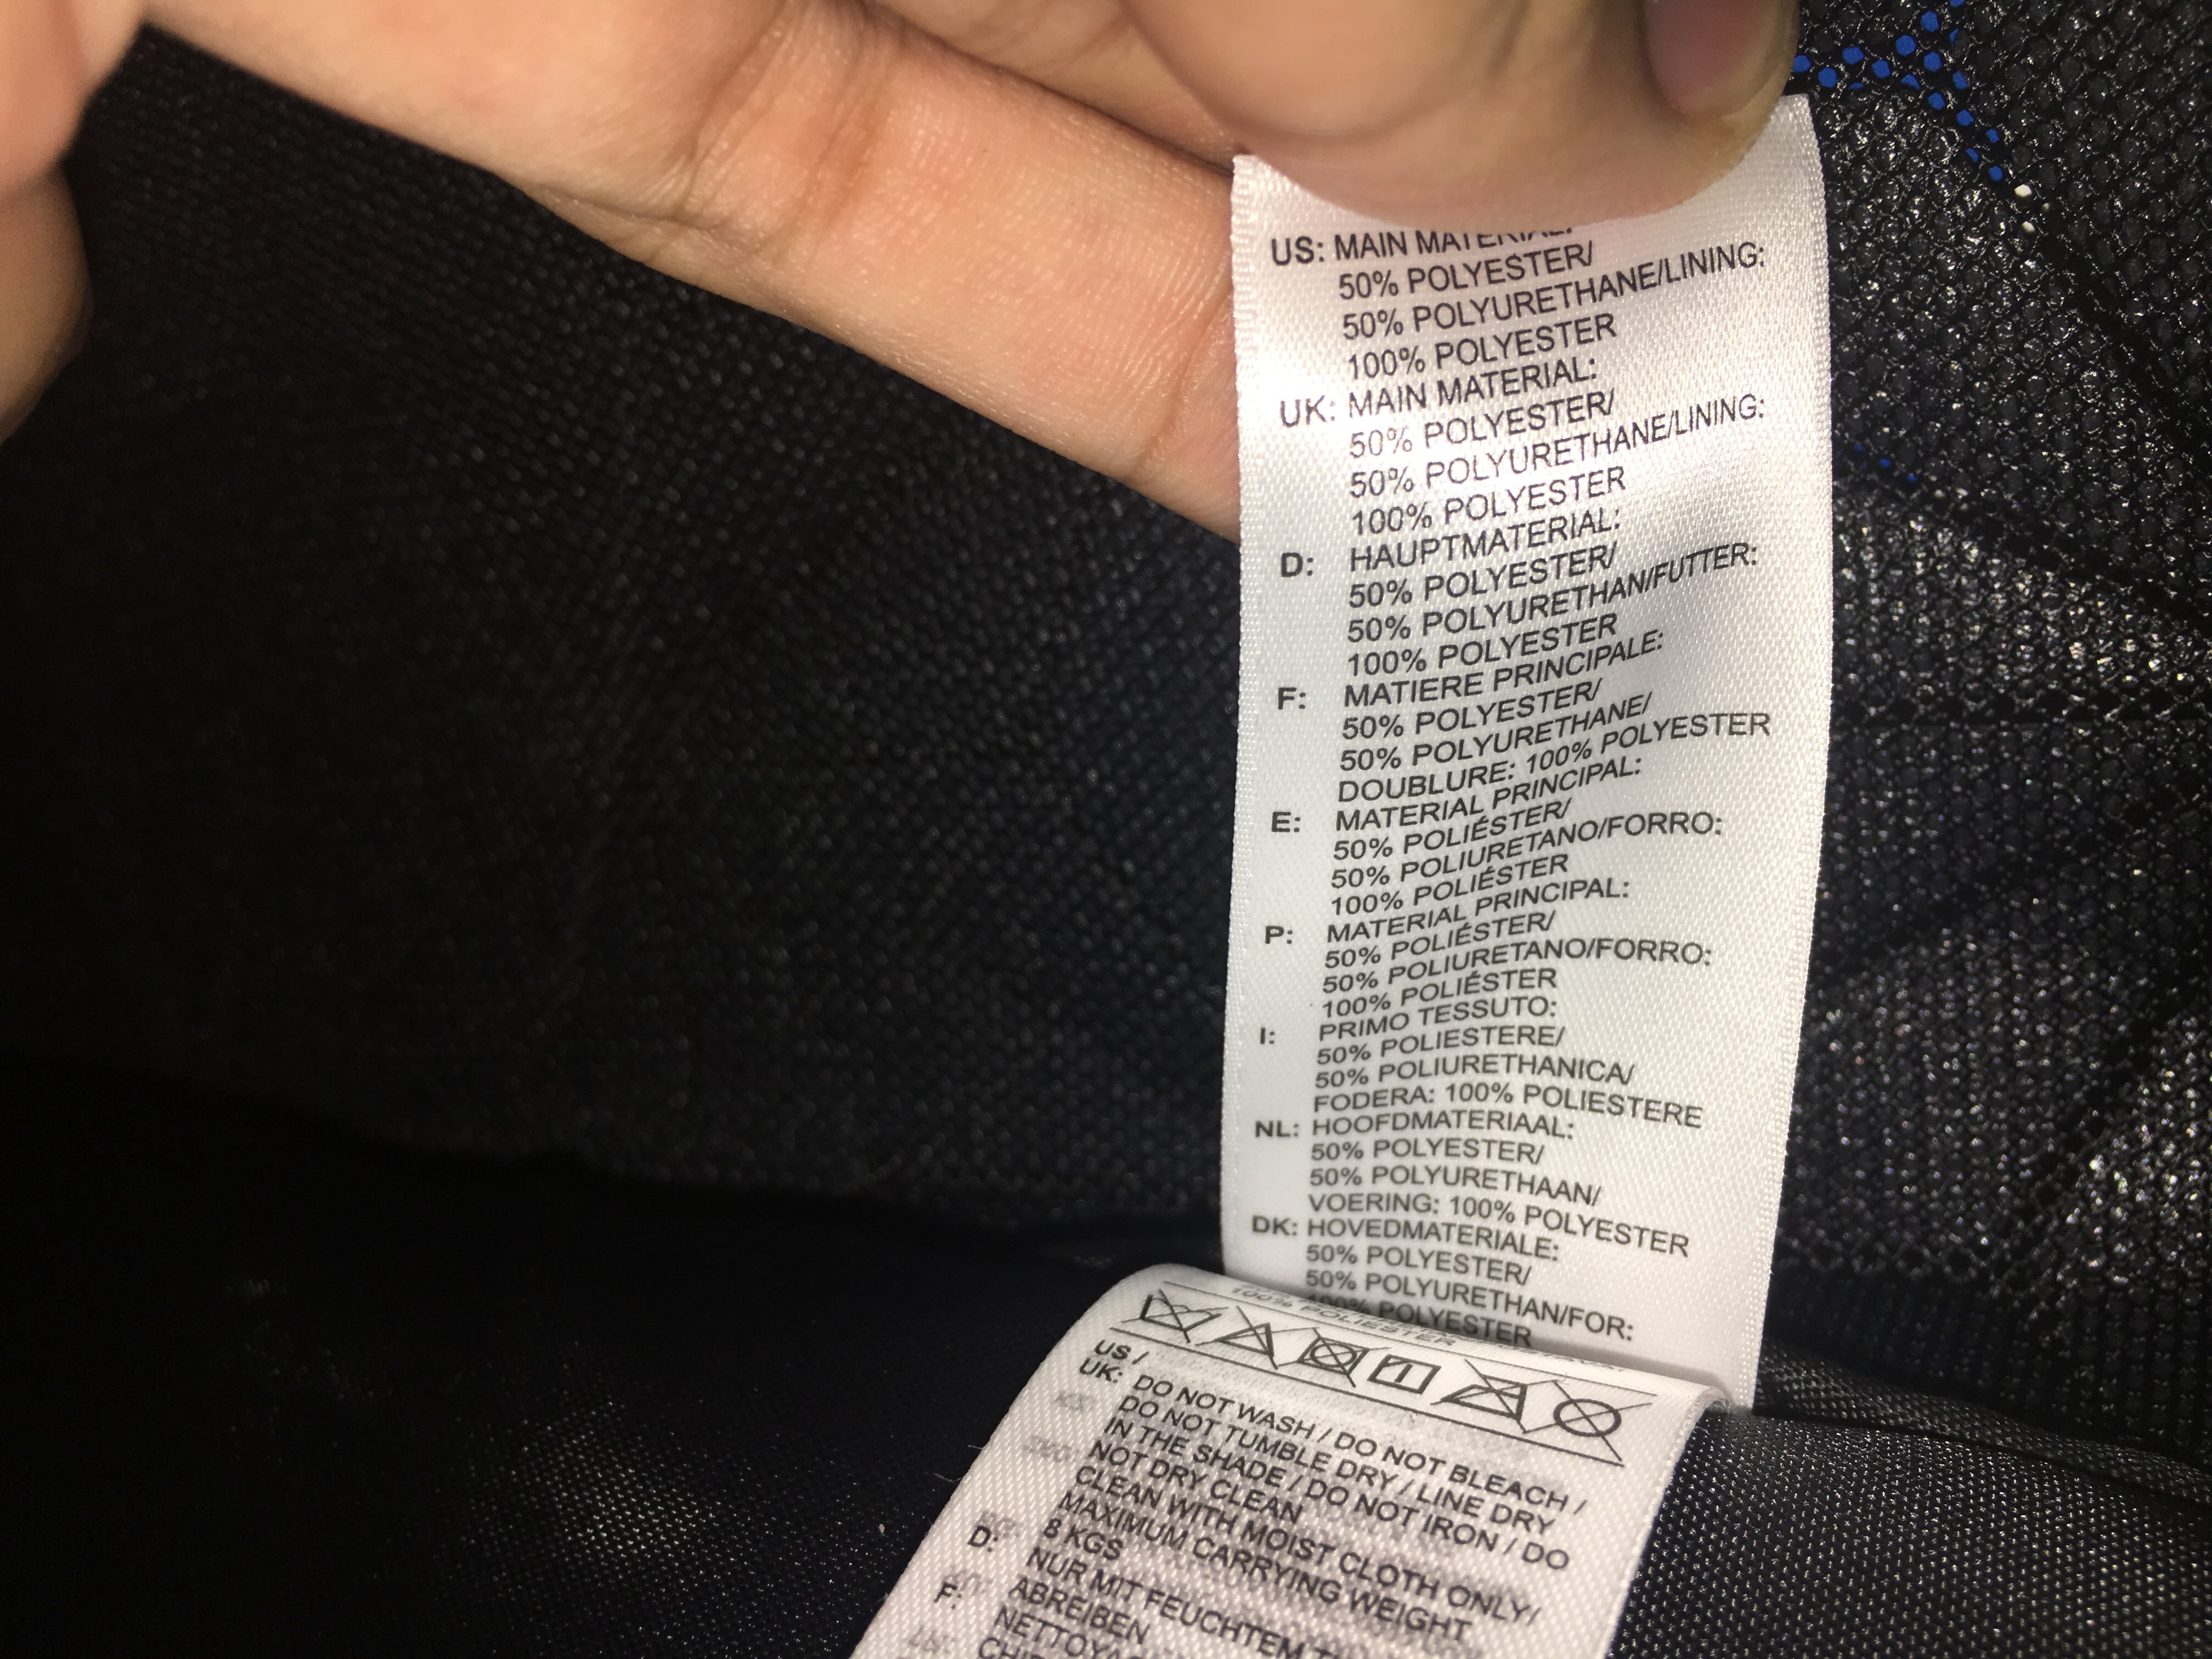 US: MAIN MATERIAL:
50% POLYESTER/
50% POLYURETHANE/LINING:
100% POLYESTER
UK: MAIN MATERIAL:
50% POLYESTER/
50% POLYURETHANE/LINING:
100% POLYESTER
D: HAUPTMATERIAL:
50% POLYESTER/
50% POLYURETHAN/FUTTER:
100% POLYESTER
F: MATIERE PRINCIPALE:
50% POLYESTER/
50% POLYURETHANE/
DOUBLURE: 100% POLYESTER
E: MATERIAL PRINCIPAL:
50% POLIÉSTER/
50% POLIURETANO/FORRO:
100% POLIÉSTER
P: MATERIAL PRINCIPAL:
50% POLIÉSTER/
50% POLIURETANO/FORRO:
100% POLIÉSTER
I: PRIMO TESSUTO:
50% POLIESTERE/
50% POLIURETHANICA/
FODERA: 100% POLIESTERE
NL: HOOFDMATERIAAL:
50% POLYESTER/
50% POLYURETHAAN/
VOERING: 100% POLYESTER
DK: HOVEDMATERIALE:
50% POLYESTER/
50% POLYURETHAN/FOR:
100% POLYESTER
100% POLIESTER
US /
UK: DO NOT WASH / DO NOT BLEACH /
DO NOT TUMBLE DRY / LINE DRY
IN THE SHADE / DO NOT IRON / DO
NOT DRY CLEAN
CLEAN WITH MOIST CLOTH ONLY/
MAXIMUM CARRYING WEIGHT
8 KGS
D: NUR MIT FEUCHTEM
ABREIBEN
F: